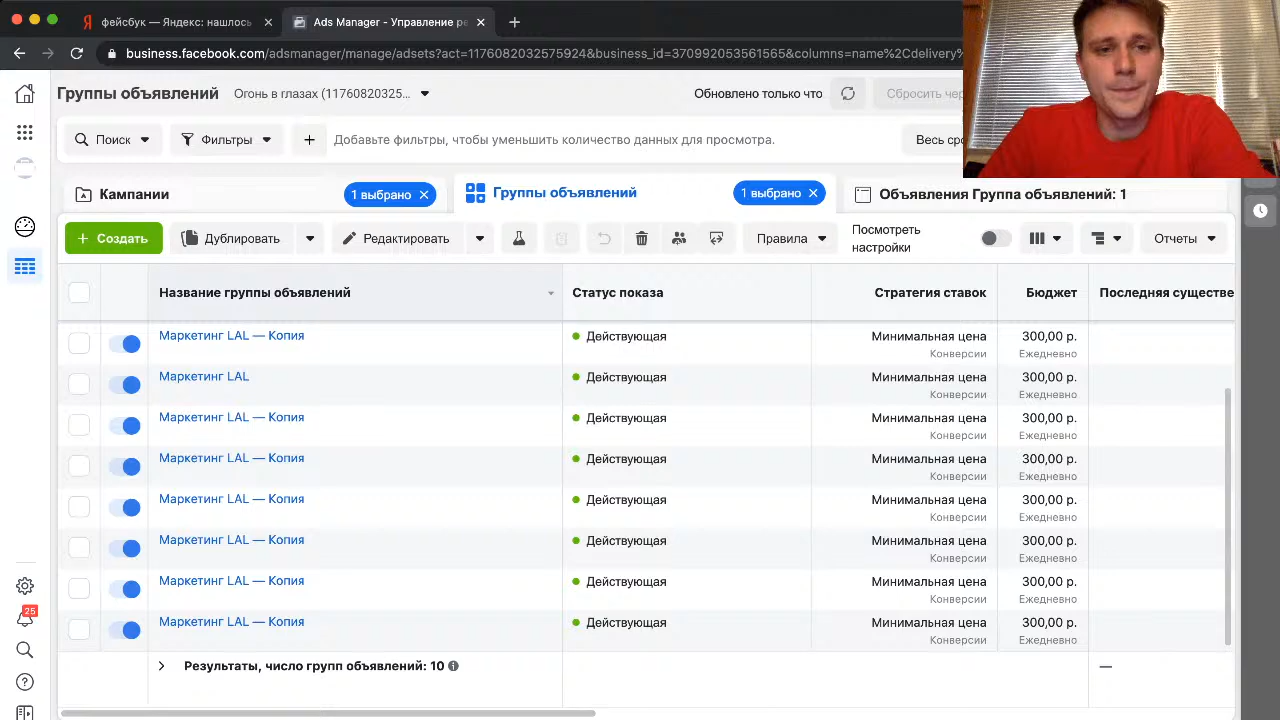 фейсбук — Яндекс: нашлось
Ads Manager - Управление ре
business.facebook.com/adsmanager/manage/adsets?act=1176082032575924&business_id=370992053561565&columns=name%2Cdelivery%
Группы объявлений
Огонь в глазах (11760820325...
Обновлено только что
Сбросить чер
Поиск
Фильтры
Добавьте фильтры, чтобы уменьшить количество данных для просмотра.
Весь сро
Кампании
1 выбрано
Группы объявлений
1 выбрано
Объявления Группа объявлений: 1
Создать
Дублировать
Редактировать
Правила
Посмотреть
настройки
Отчеты
Название группы объявлений
Статус показа
Стратегия ставок
Бюджет
Последняя существе
Маркетинг LAL — Копия
Действующая
Минимальная цена
300,00 р.
Конверсии
Ежедневно
Маркетинг LAL
Действующая
Минимальная цена
300,00 р.
Конверсии
Ежедневно
Маркетинг LAL — Копия
Действующая
Минимальная цена
300,00 р.
Конверсии
Ежедневно
Маркетинг LAL — Копия
Действующая
Минимальная цена
300,00 р.
Конверсии
Ежедневно
Маркетинг LAL — Копия
Действующая
Минимальная цена
300,00 р.
Конверсии
Ежедневно
Маркетинг LAL — Копия
Действующая
Минимальная цена
300,00 р.
Конверсии
Ежедневно
Маркетинг LAL — Копия
Действующая
Минимальная цена
300,00 р.
Конверсии
Ежедневно
Маркетинг LAL — Копия
Действующая
Минимальная цена
300,00 р.
Конверсии
Ежедневно
25
Результаты, число групп объявлений: 10
—